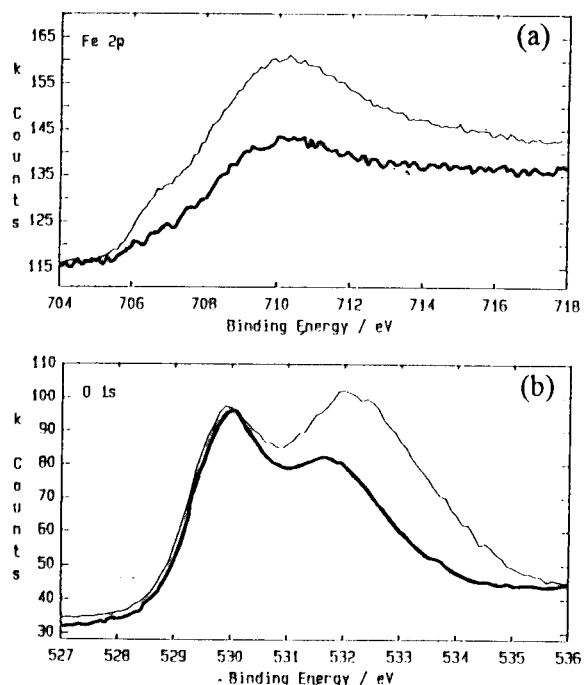 Fe 2p
(a)
k Counts
165
155
145
135
125
115
704 706 708 710 712 714 716 718
Binding Energy / eV
O 1s
(b)
k Counts
110
100
90
80
70
60
50
40
30
527 528 529 530 531 532 533 534 535 536
Binding Energy / eV